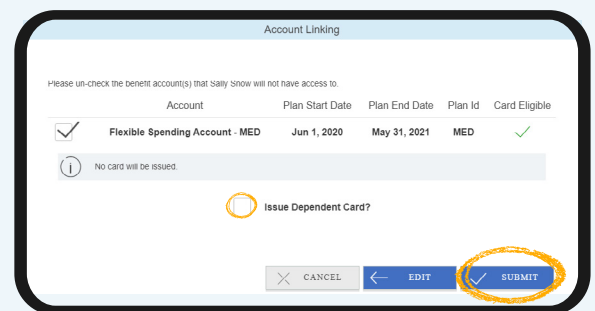 Account Linking
Please un-check the benefit account(s) that Sally Snow will not have access to.
Account Plan Start Date Plan End Date Plan Id Card Eligible
Flexible Spending Account - MED Jun 1, 2020 May 31, 2021 MED
No card will be issued.
Issue Dependent Card?
CANCEL EDIT SUBMIT